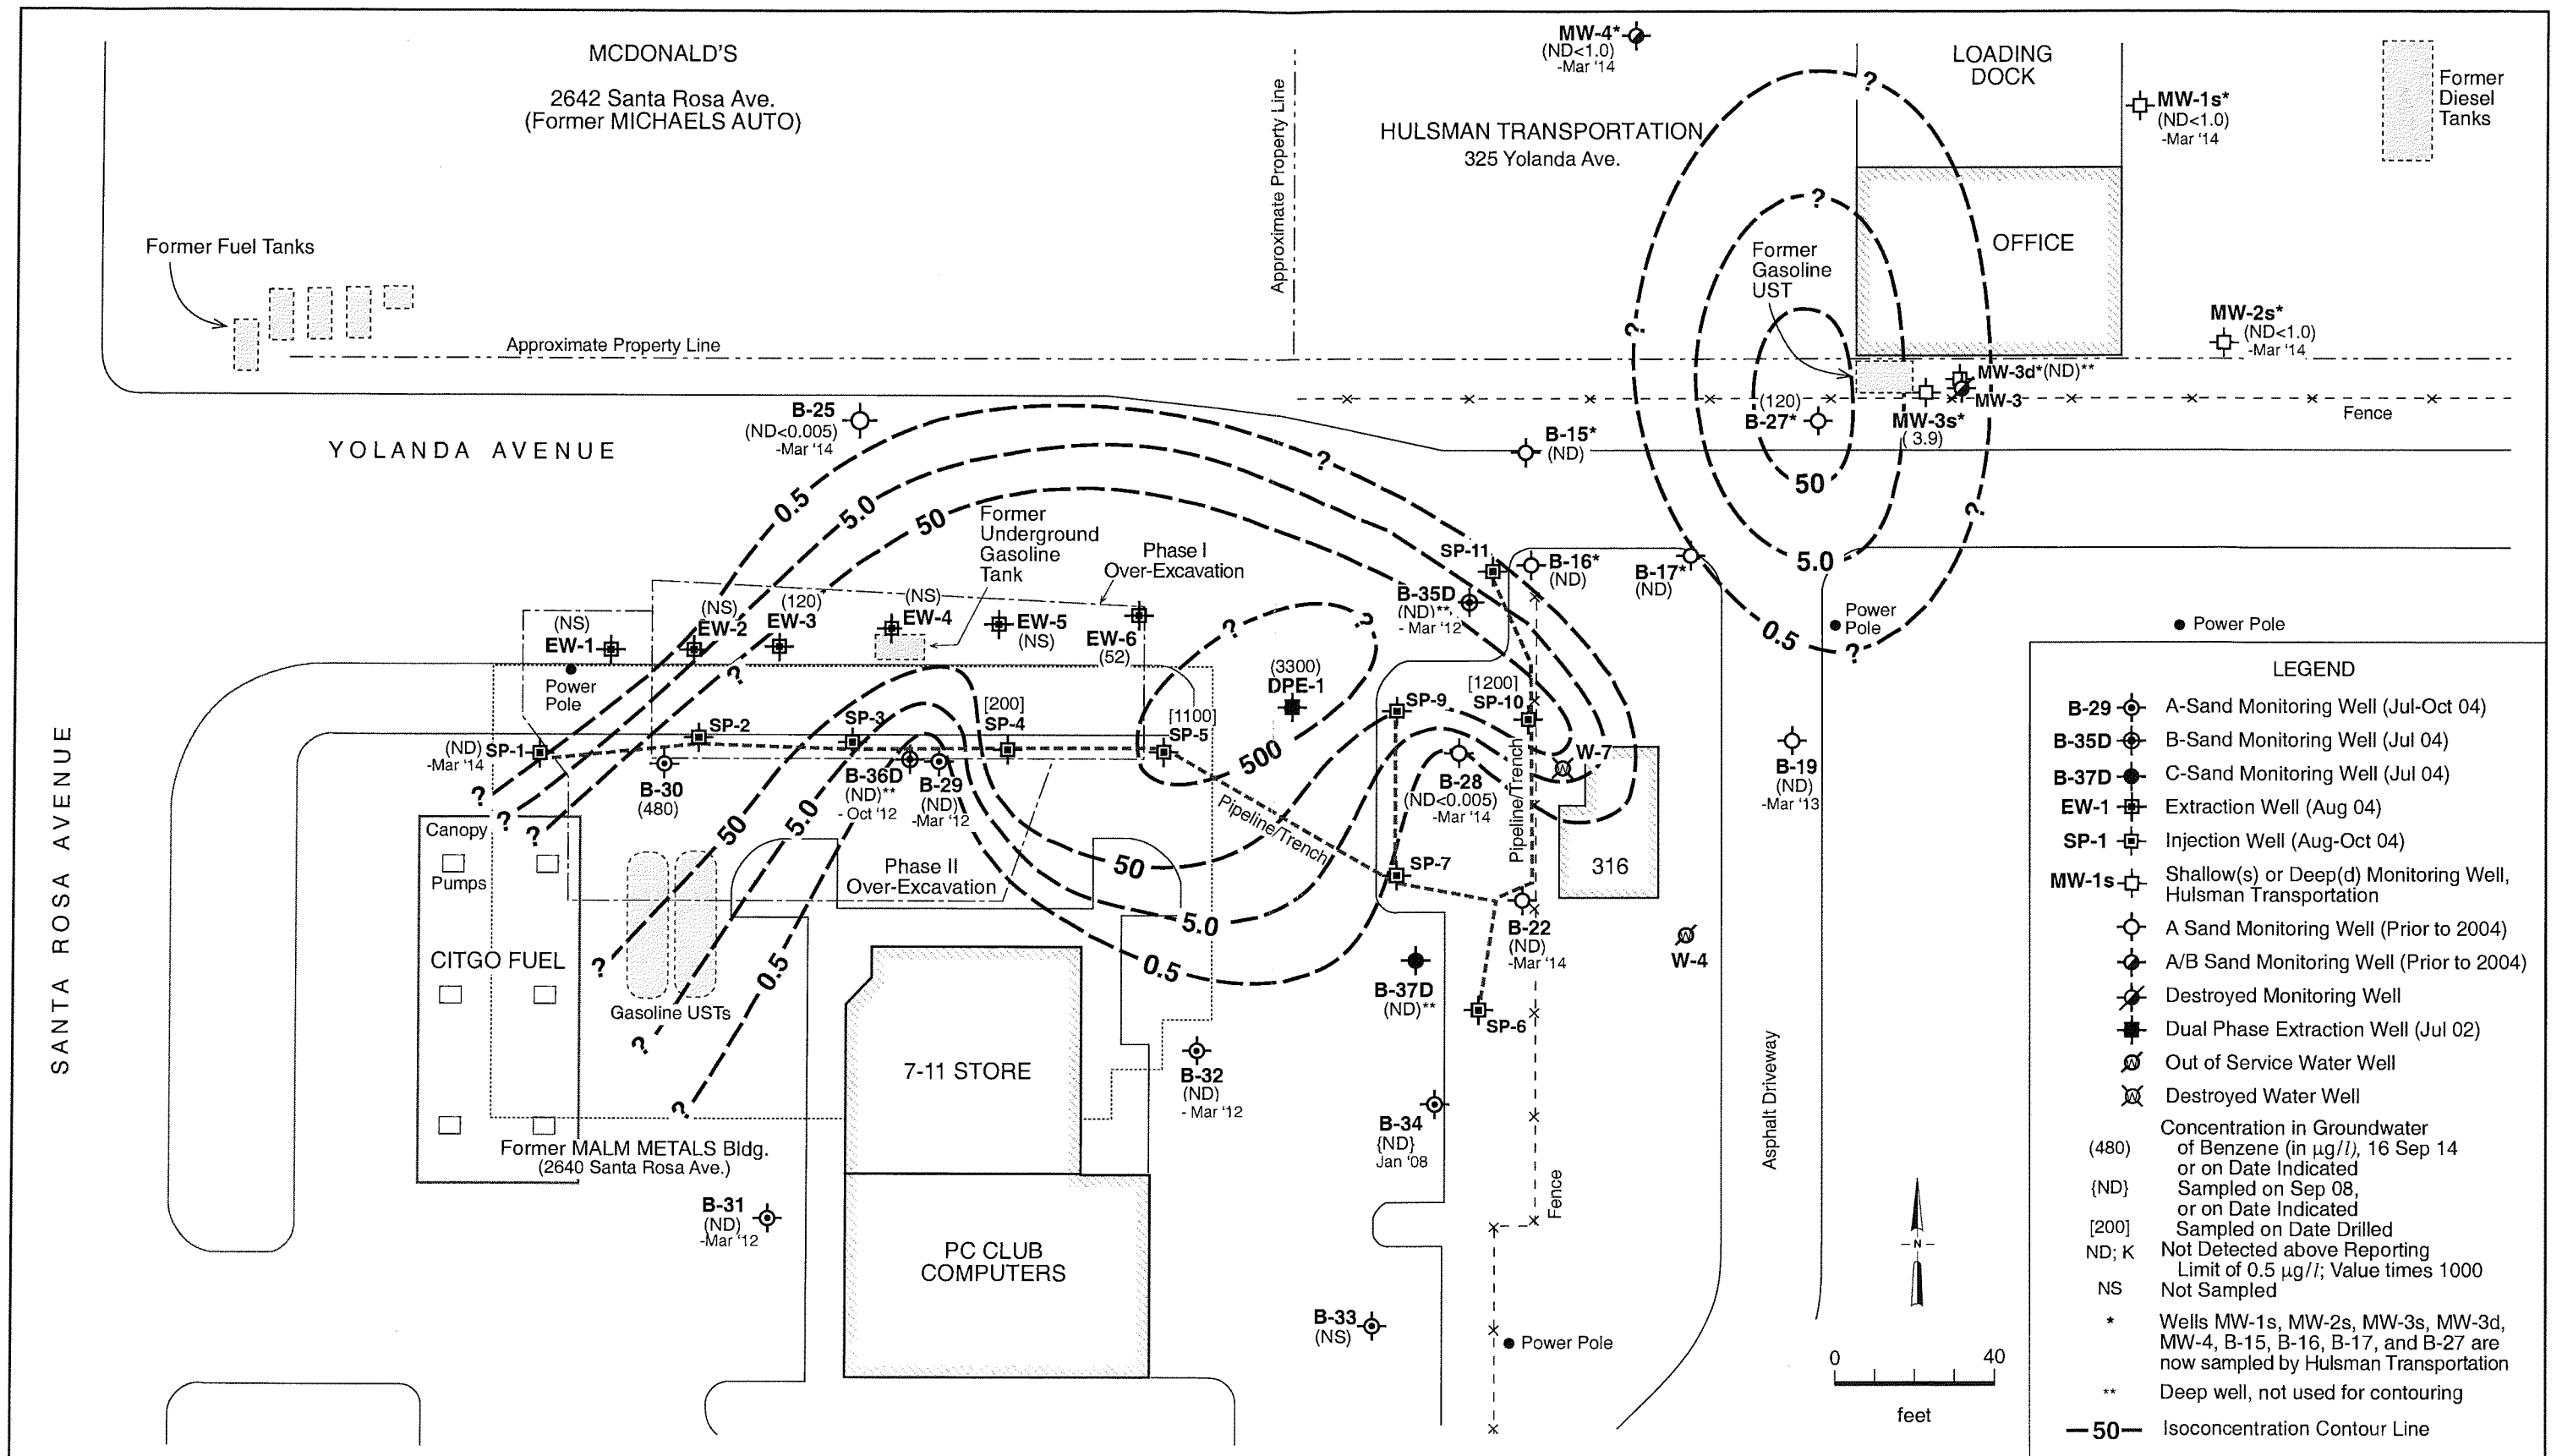 MCDONALD'S
2642 Santa Rosa Ave.
(Former MICHAELS AUTO)
Former Fuel Tanks
Approximate Property Line
Approximate Property Line
HULSMAN TRANSPORTATION
325 Yolanda Ave.
MW-4*
(ND<1.0)
-Mar '14
LOADING
DOCK
MW-1s*
(ND<1.0)
-Mar '14
Former
Diesel
Tanks
OFFICE
Former
Gasoline
UST
MW-2s*
(ND<1.0)
-Mar '14
MW-3d*(ND)**
MW-3
MW-3s*
(3.9)
Fence
(120)
B-27*
50
5.0
0.5
?
?
?
?
?
B-15*
(ND)
B-25
(ND<0.005)
-Mar '14
YOLANDA AVENUE
SANTA ROSA AVENUE
0.5
5.0
50
?
Former
Underground
Gasoline
Tank
Phase I
Over-Excavation
SP-11
B-16*
(ND)
B-17*
(ND)
B-35D
(ND)**
- Mar '12
Power
Pole
Power Pole
(NS)
EW-1
(NS)
EW-2
(120)
EW-3
(NS)
EW-4
EW-5
(NS)
EW-6
(52)
Power
Pole
?
?
?
(3300)
DPE-1
500
[1100]
SP-5
[200]
SP-4
SP-3
SP-2
(ND)
-Mar '14
SP-1
SP-9
[1200]
SP-10
W-7
B-30
(480)
B-36D
(ND)**
- Oct '12
B-29
(ND)
-Mar '12
B-28
(ND<0.005)
-Mar '14
B-19
(ND)
-Mar '13
?
?
?
Canopy
Pumps
50
5.0
0.5
Phase II
Over-Excavation
50
5.0
0.5
Pipeline/Trench
Pipeline/Trench
SP-7
316
B-22
(ND)
-Mar '14
W-4
CITGO FUEL
Gasoline USTs
?
?
?
7-11 STORE
B-37D
(ND)**
SP-6
B-32
(ND)
- Mar '12
B-34
{ND}
Jan '08
Asphalt Driveway
Fence
Former MALM METALS Bldg.
(2640 Santa Rosa Ave.)
B-31
(ND)
-Mar '12
PC CLUB
COMPUTERS
B-33
(NS)
Power Pole
N
0 40
feet
LEGEND
B-29 A-Sand Monitoring Well (Jul-Oct 04)
B-35D B-Sand Monitoring Well (Jul 04)
B-37D C-Sand Monitoring Well (Jul 04)
EW-1 Extraction Well (Aug 04)
SP-1 Injection Well (Aug-Oct 04)
MW-1s Shallow(s) or Deep(d) Monitoring Well,
Hulsman Transportation
A Sand Monitoring Well (Prior to 2004)
A/B Sand Monitoring Well (Prior to 2004)
Destroyed Monitoring Well
Dual Phase Extraction Well (Jul 02)
Out of Service Water Well
Destroyed Water Well
Concentration in Groundwater
(480) of Benzene (in µg/l), 16 Sep 14
or on Date Indicated
{ND} Sampled on Sep 08,
or on Date Indicated
[200] Sampled on Date Drilled
ND; K Not Detected above Reporting
Limit of 0.5 µg/l; Value times 1000
NS Not Sampled
* Wells MW-1s, MW-2s, MW-3s, MW-3d,
MW-4, B-15, B-16, B-17, and B-27 are
now sampled by Hulsman Transportation
** Deep well, not used for contouring
50 Isoconcentration Contour Line